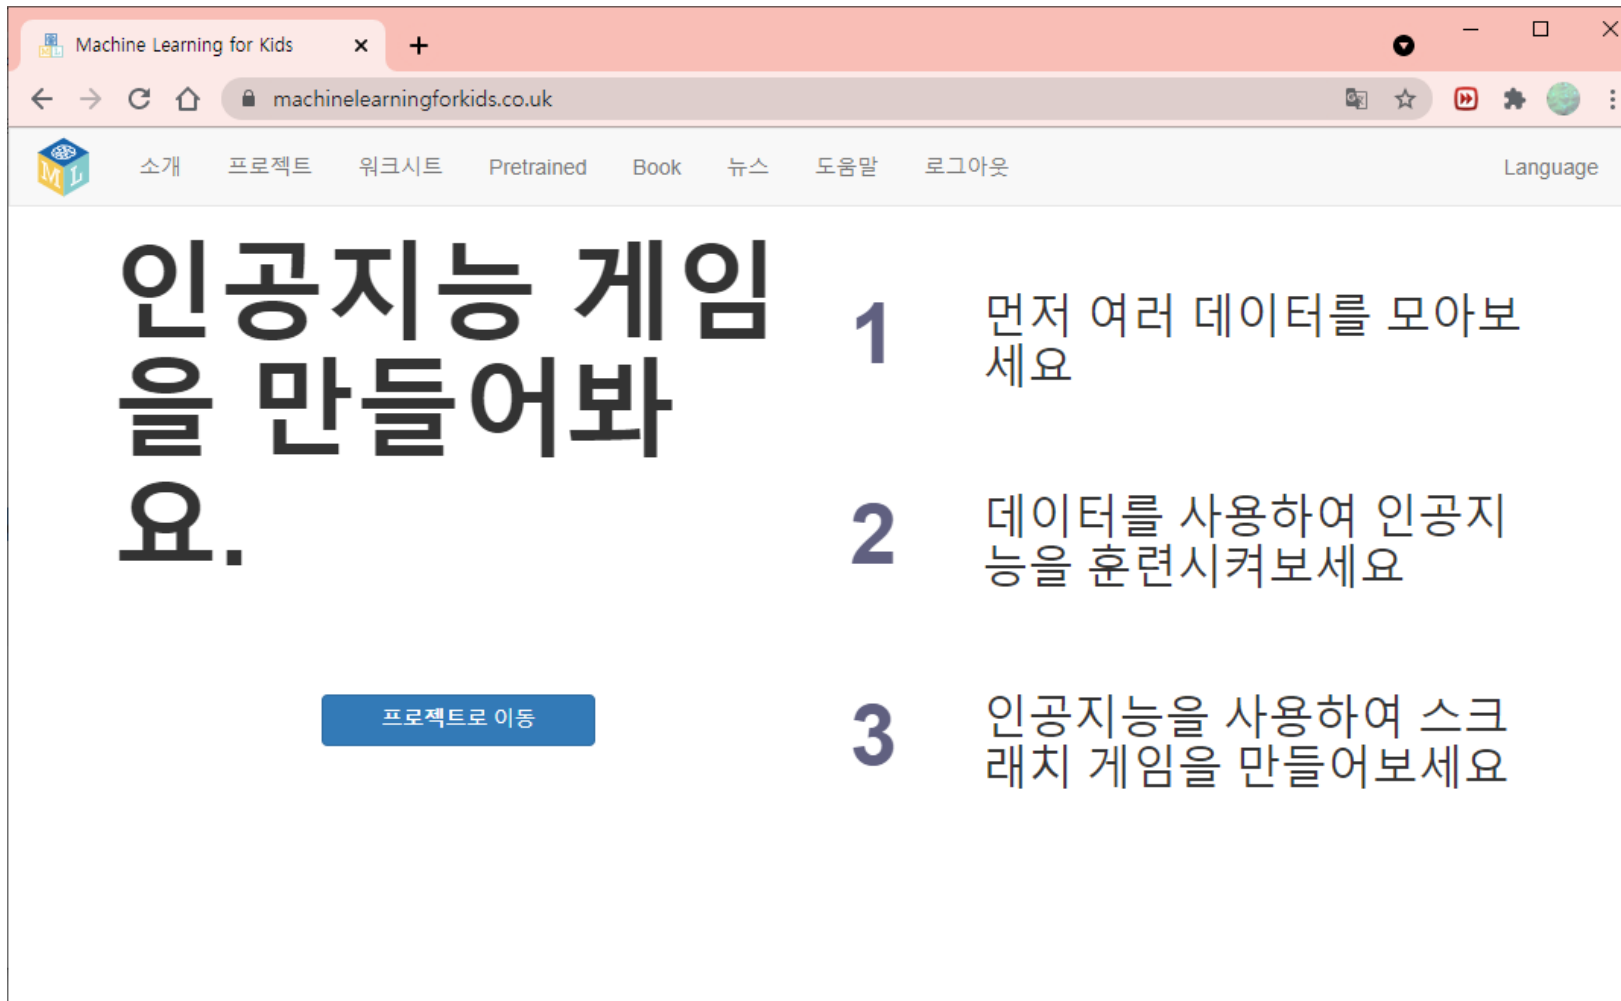 Machine Learning for Kids
machinelearningforkids.co.uk
ML 소개 프로젝트 워크시트 Pretrained Book 뉴스 도움말 로그아웃 Language
인공지능 게임
을 만들어봐
요.
프로젝트로 이동
1 먼저 여러 데이터를 모아보
세요
2 데이터를 사용하여 인공지
능을 훈련시켜보세요
3 인공지능을 사용하여 스크
래치 게임을 만들어보세요